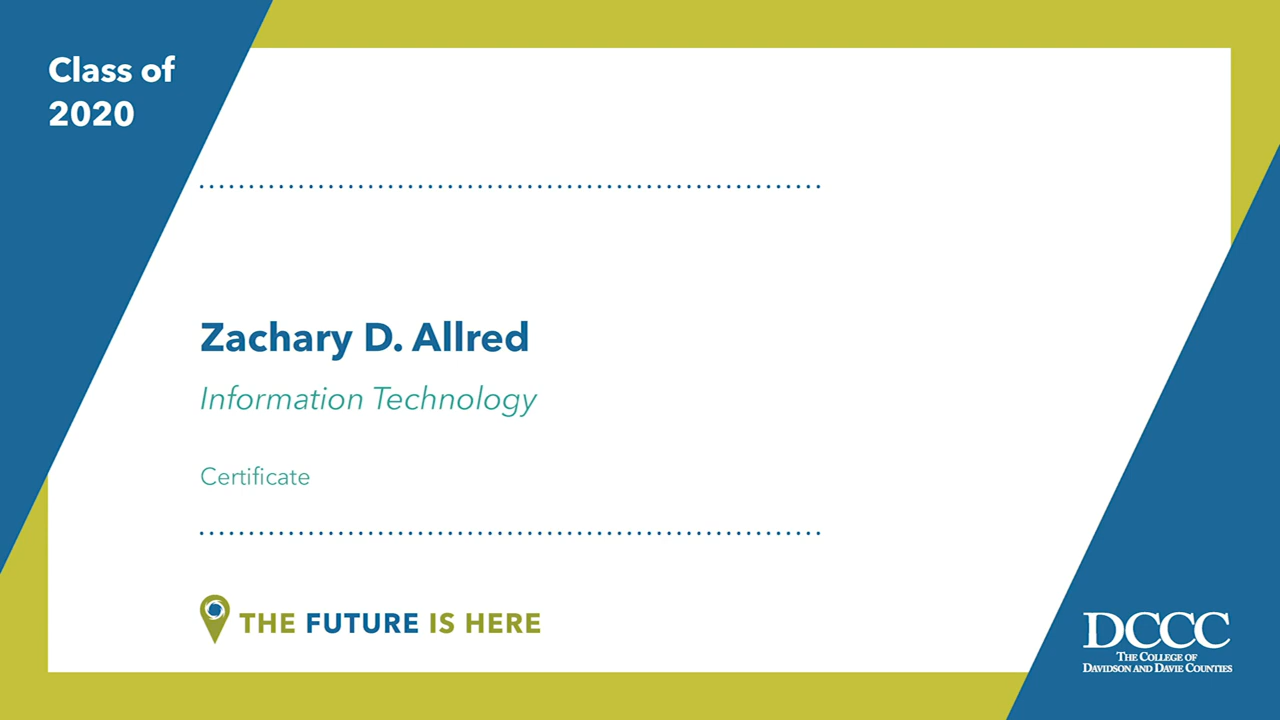 Class of
2020
Zachary D. Allred
Information Technology
Certificate
THE FUTURE IS HERE
DCCC
THE COLLEGE OF
DAVIDSON AND DAVIE COUNTIES